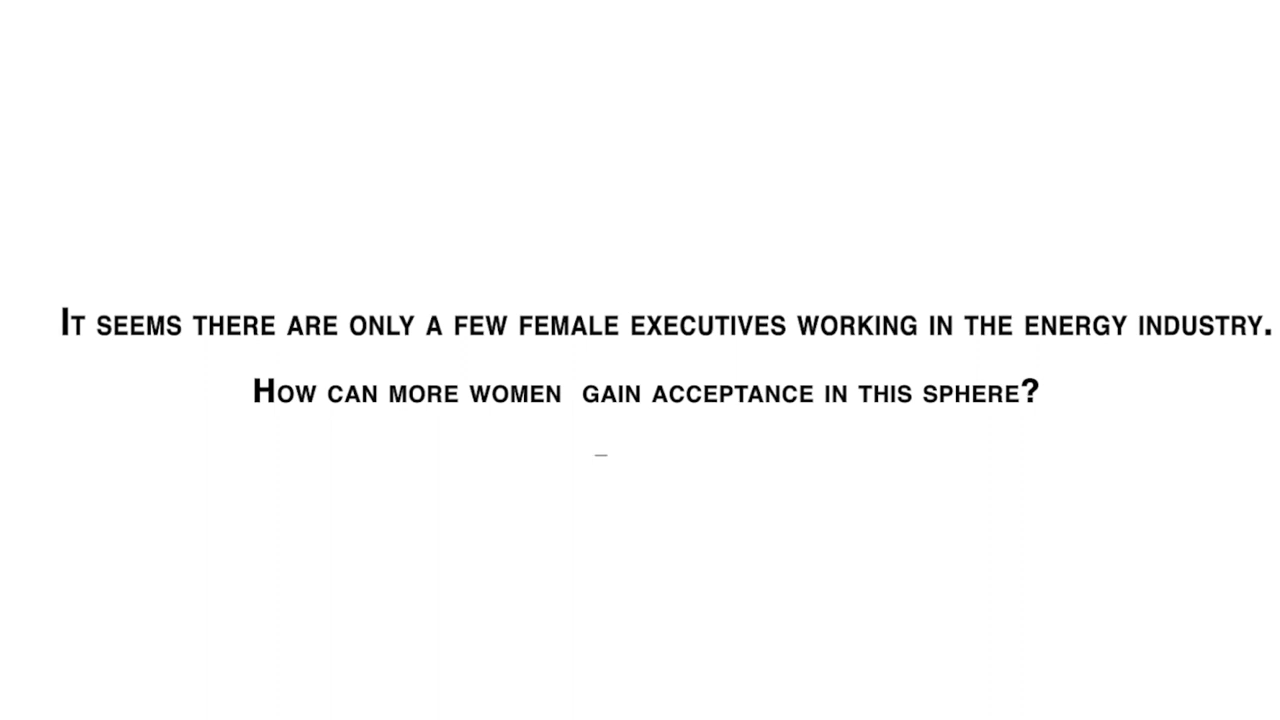 It seems there are only a few female executives working in the energy industry.
How can more women  gain acceptance in this sphere?
_